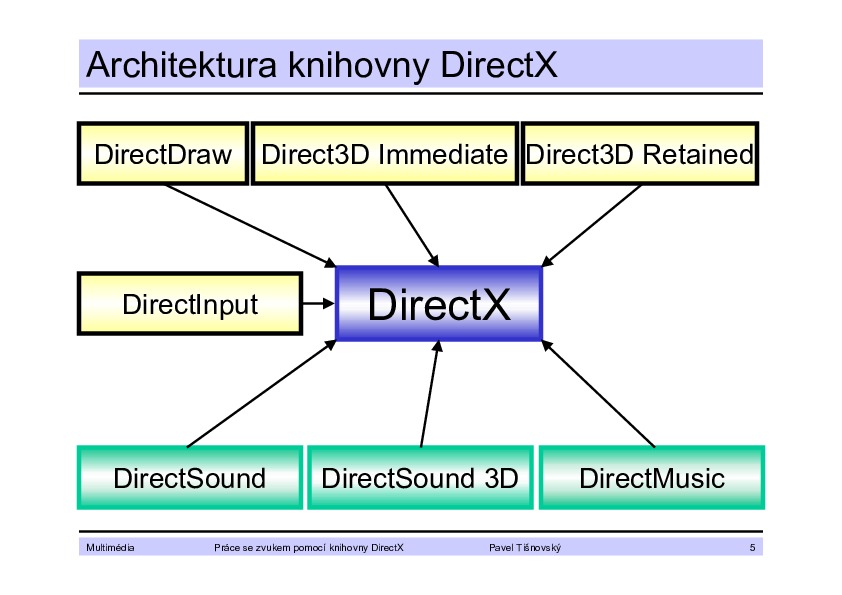 Architektura knihovny DirectX
DirectDraw
Direct3D Immediate
Direct3D Retained
DirectInput
DirectX
DirectSound
DirectSound 3D
DirectMusic
Multimédia
Práce se zvukem pomocí knihovny DirectX
Pavel Tišnovský
5